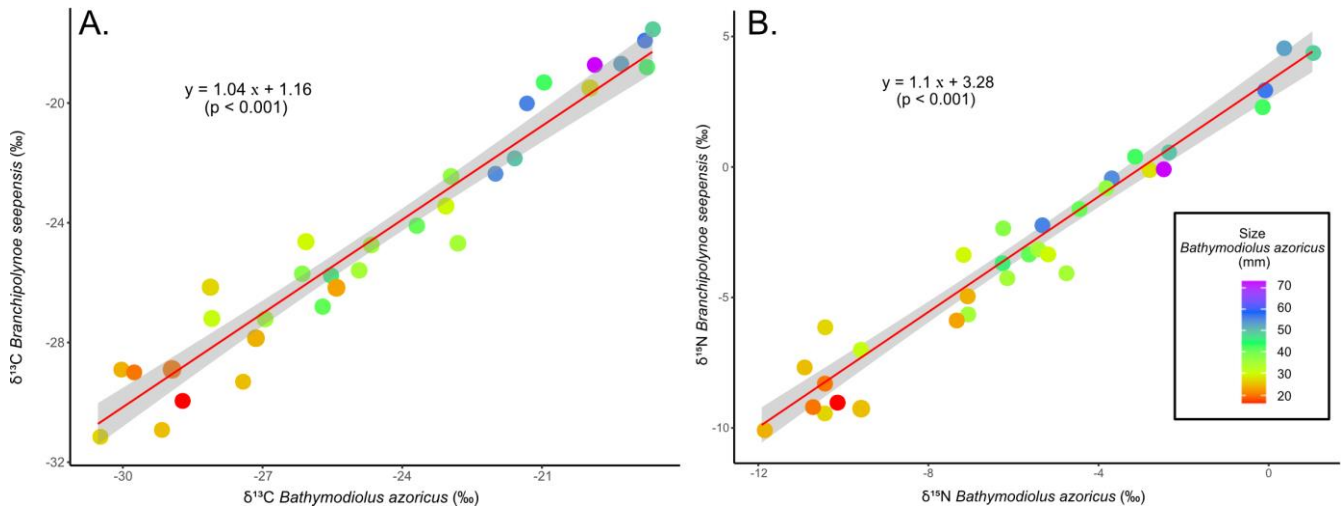 A.
y = 1.04 x + 1.16
(p < 0.001)
δ¹³C Branchipolynoe seepensis (‰)
-20
-24
-28
-32
-30
-27
-24
-21
δ¹³C Bathymodiolus azoricus (‰)
B.
y = 1.1 x + 3.28
(p < 0.001)
δ¹⁵N Branchipolynoe seepensis (‰)
5
0
-5
-10
-12
-8
-4
0
δ¹⁵N Bathymodiolus azoricus (‰)
Size
Bathymodiolus azoricus
(mm)
70
60
50
40
30
20